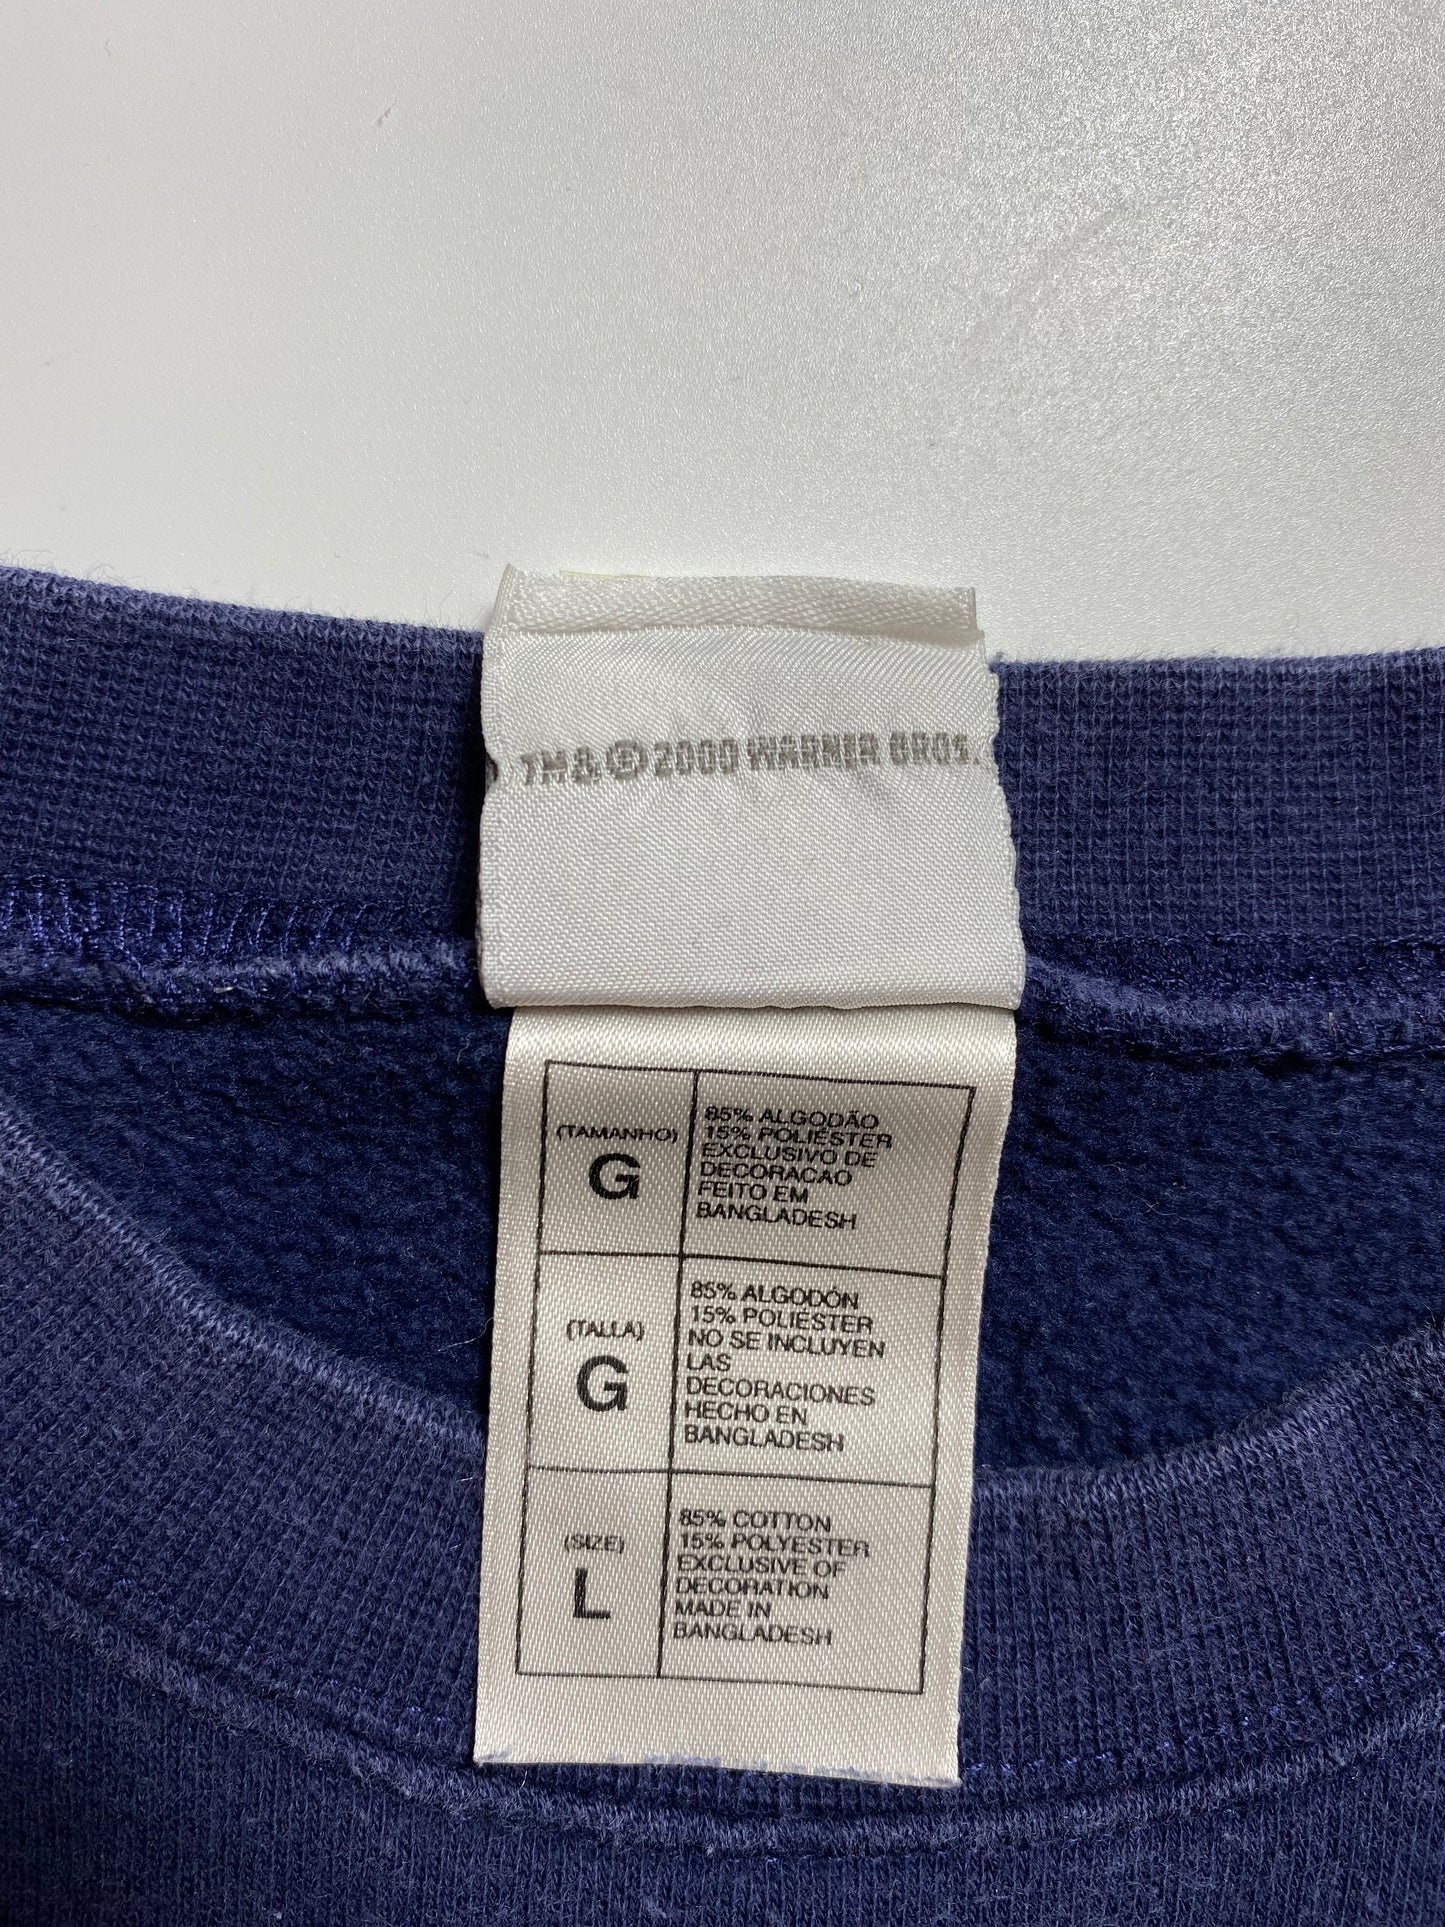 TM & © 2000 WARNER BROS.
(TAMANHO)
G
85% ALGODÃO
15% POLIÉSTER
EXCLUSIVO DE
DECORACAO
FEITO EM
BANGLADESH
(TALLA)
G
85% ALGODÓN
15% POLIÉSTER
NO SE INCLUYEN
LAS
DECORACIONES
HECHO EN
BANGLADESH
(SIZE)
L
85% COTTON
15% POLYESTER
EXCLUSIVE OF
DECORATION
MADE IN
BANGLADESH